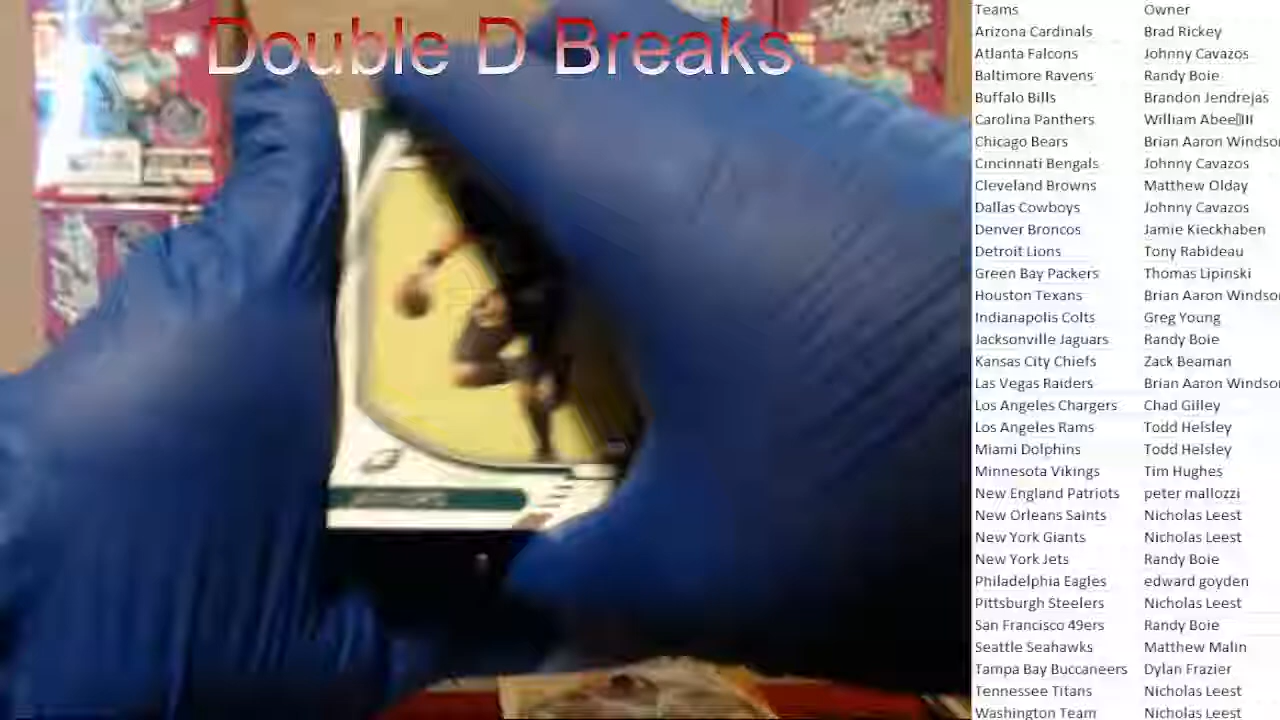 Double D Breaks
Teams Owner
Arizona Cardinals Brad Rickey
Atlanta Falcons Johnny Cavazos
Baltimore Ravens Randy Boie
Buffalo Bills Brandon Jendrejas
Carolina Panthers William Abee▯III
Chicago Bears Brian Aaron Windsor
Cincinnati Bengals Johnny Cavazos
Cleveland Browns Matthew Olday
Dallas Cowboys Johnny Cavazos
Denver Broncos Jamie Kieckhaben
Detroit Lions Tony Rabideau
Green Bay Packers Thomas Lipinski
Houston Texans Brian Aaron Windsor
Indianapolis Colts Greg Young
Jacksonville Jaguars Randy Boie
Kansas City Chiefs Zack Beaman
Las Vegas Raiders Brian Aaron Windsor
Los Angeles Chargers Chad Gilley
Los Angeles Rams Todd Helsley
Miami Dolphins Todd Helsley
Minnesota Vikings Tim Hughes
New England Patriots peter mallozzi
New Orleans Saints Nicholas Leest
New York Giants Nicholas Leest
New York Jets Randy Boie
Philadelphia Eagles edward goyden
Pittsburgh Steelers Nicholas Leest
San Francisco 49ers Randy Boie
Seattle Seahawks Matthew Malin
Tampa Bay Buccaneers Dylan Frazier
Tennessee Titans Nicholas Leest
Washington Team Nicholas Leest